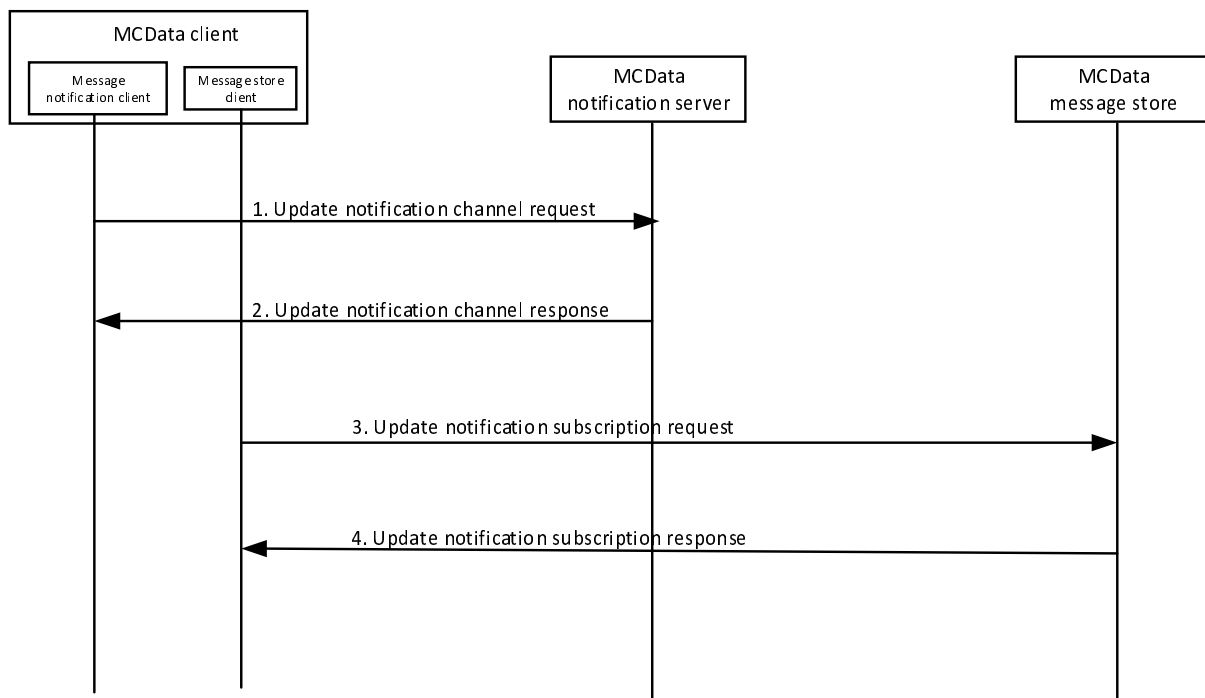 MCData client
Message
notification client
Message store
client
MCData
notification server
MCData
message store
1. Update notification channel request
2. Update notification channel response
3. Update notification subscription request
4. Update notification subscription response